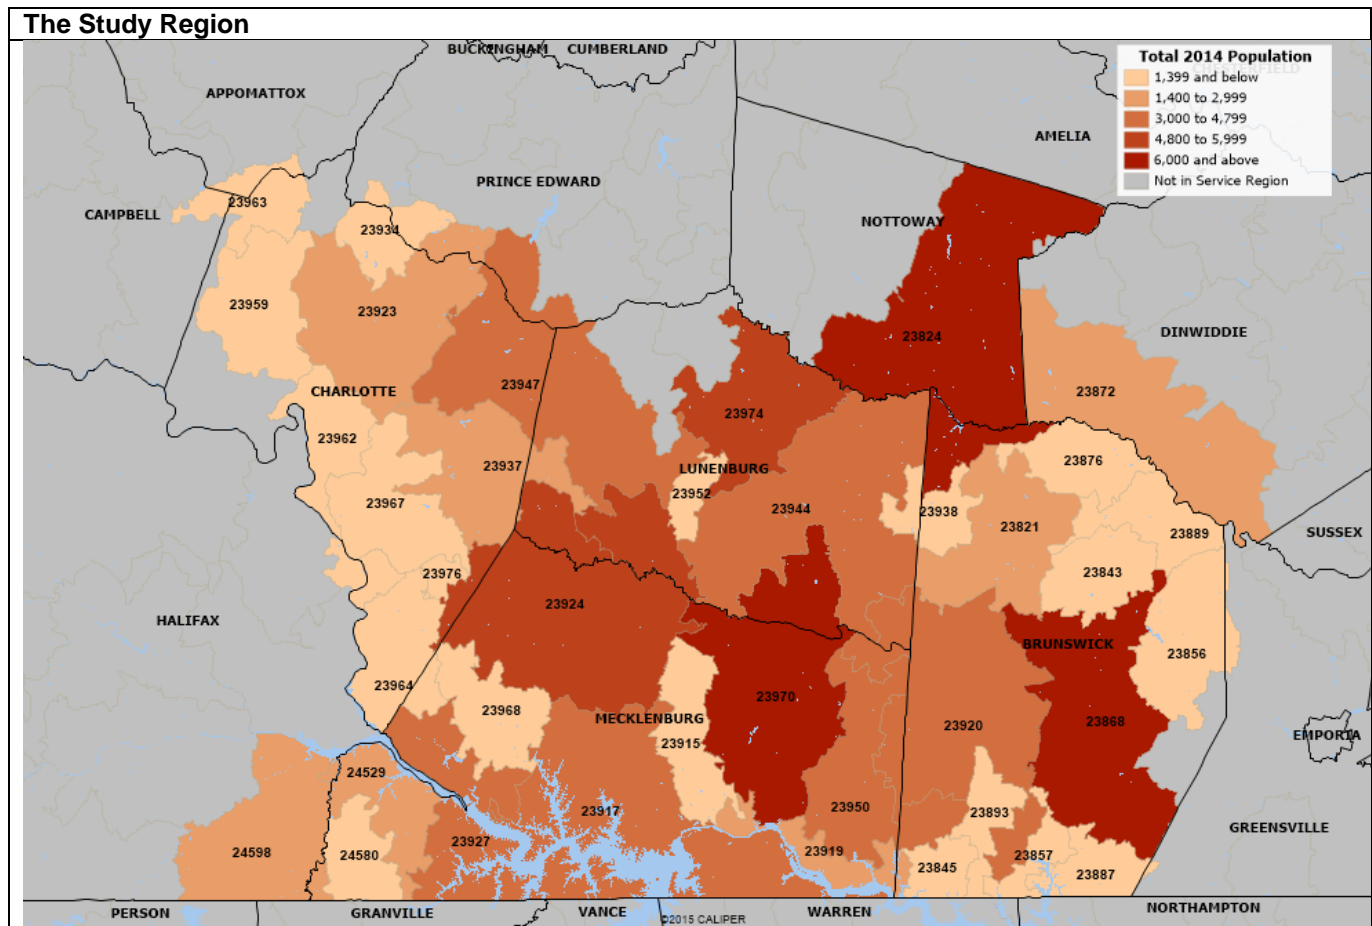 The Study Region
BUCKINGHAM
CUMBERLAND
Total 2014 Population
CHESTERFIELD
1,399 and below
1,400 to 2,999
3,000 to 4,799
4,800 to 5,999
6,000 and above
Not in Service Region
APPOMATTOX
AMELIA
PRINCE EDWARD
23963
CAMPBELL
23934
NOTTOWAY
23959
23923
23824
DINWIDDIE
CHARLOTTE
23947
23872
23974
23962
23937
LUNENBURG
23876
23952
23967
23944
23938
23821
23889
SUSSEX
23976
23843
23924
HALIFAX
BRUNSWICK
23856
23964
23970
23968
MECKLENBURG
23920
23868
23915
EMPORIA
24529
23917
23950
23893
GREENSVILLE
24598
24580
23927
23919
23857
23845
23887
PERSON
GRANVILLE
VANCE
WARREN
NORTHAMPTON
©2015 CALIPER